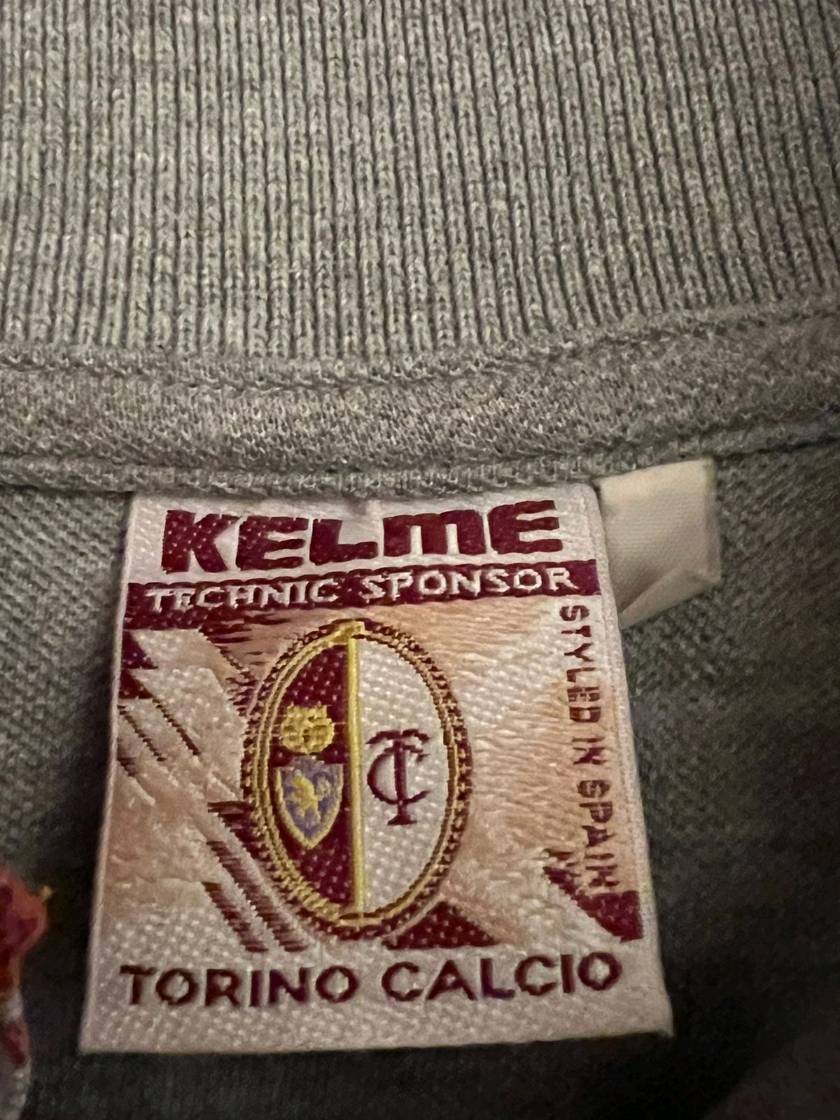 KELME
TECHNIC SPONSOR
STYLED IN SPAIN
TC
TORINO CALCIO